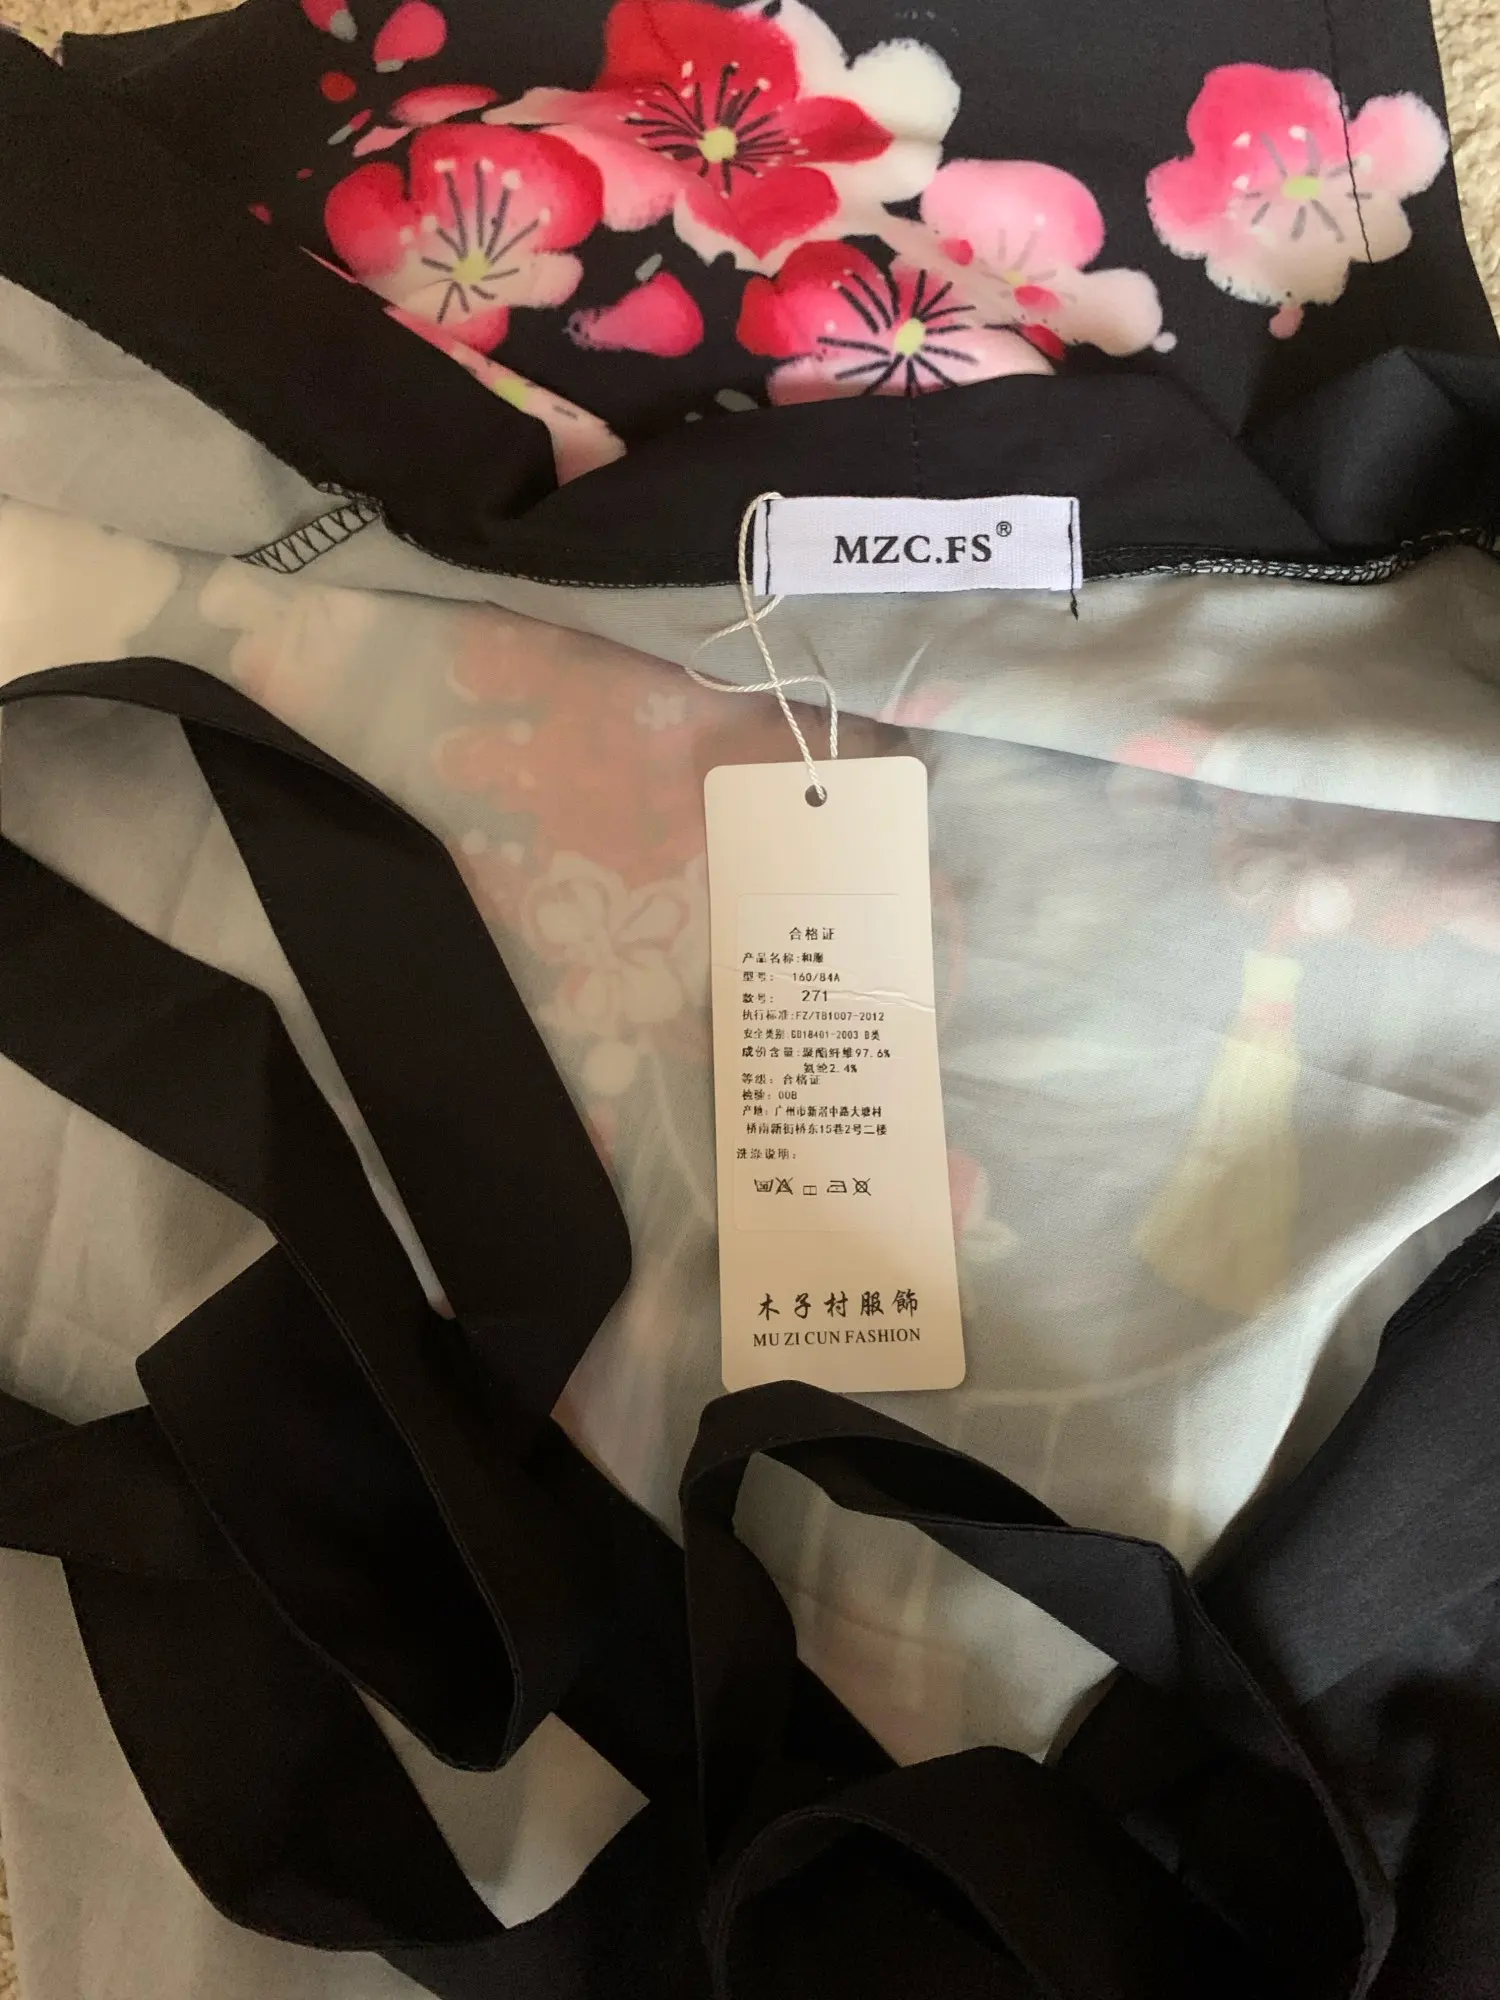 MZC.FS®
合格证
产品名称:和服
型号: 160/84A
款号: 271
执行标准:FZ/T81007-2012
安全类别:GB18401-2003 B类
成份含量:聚酯纤维97.6%
氨纶2.4%
等级: 合格证
检验: 008
产地: 广州市新滘中路大塘村
桥南新街桥东15巷2号二楼
洗涤说明:
木子村服飾
MU ZI CUN FASHION